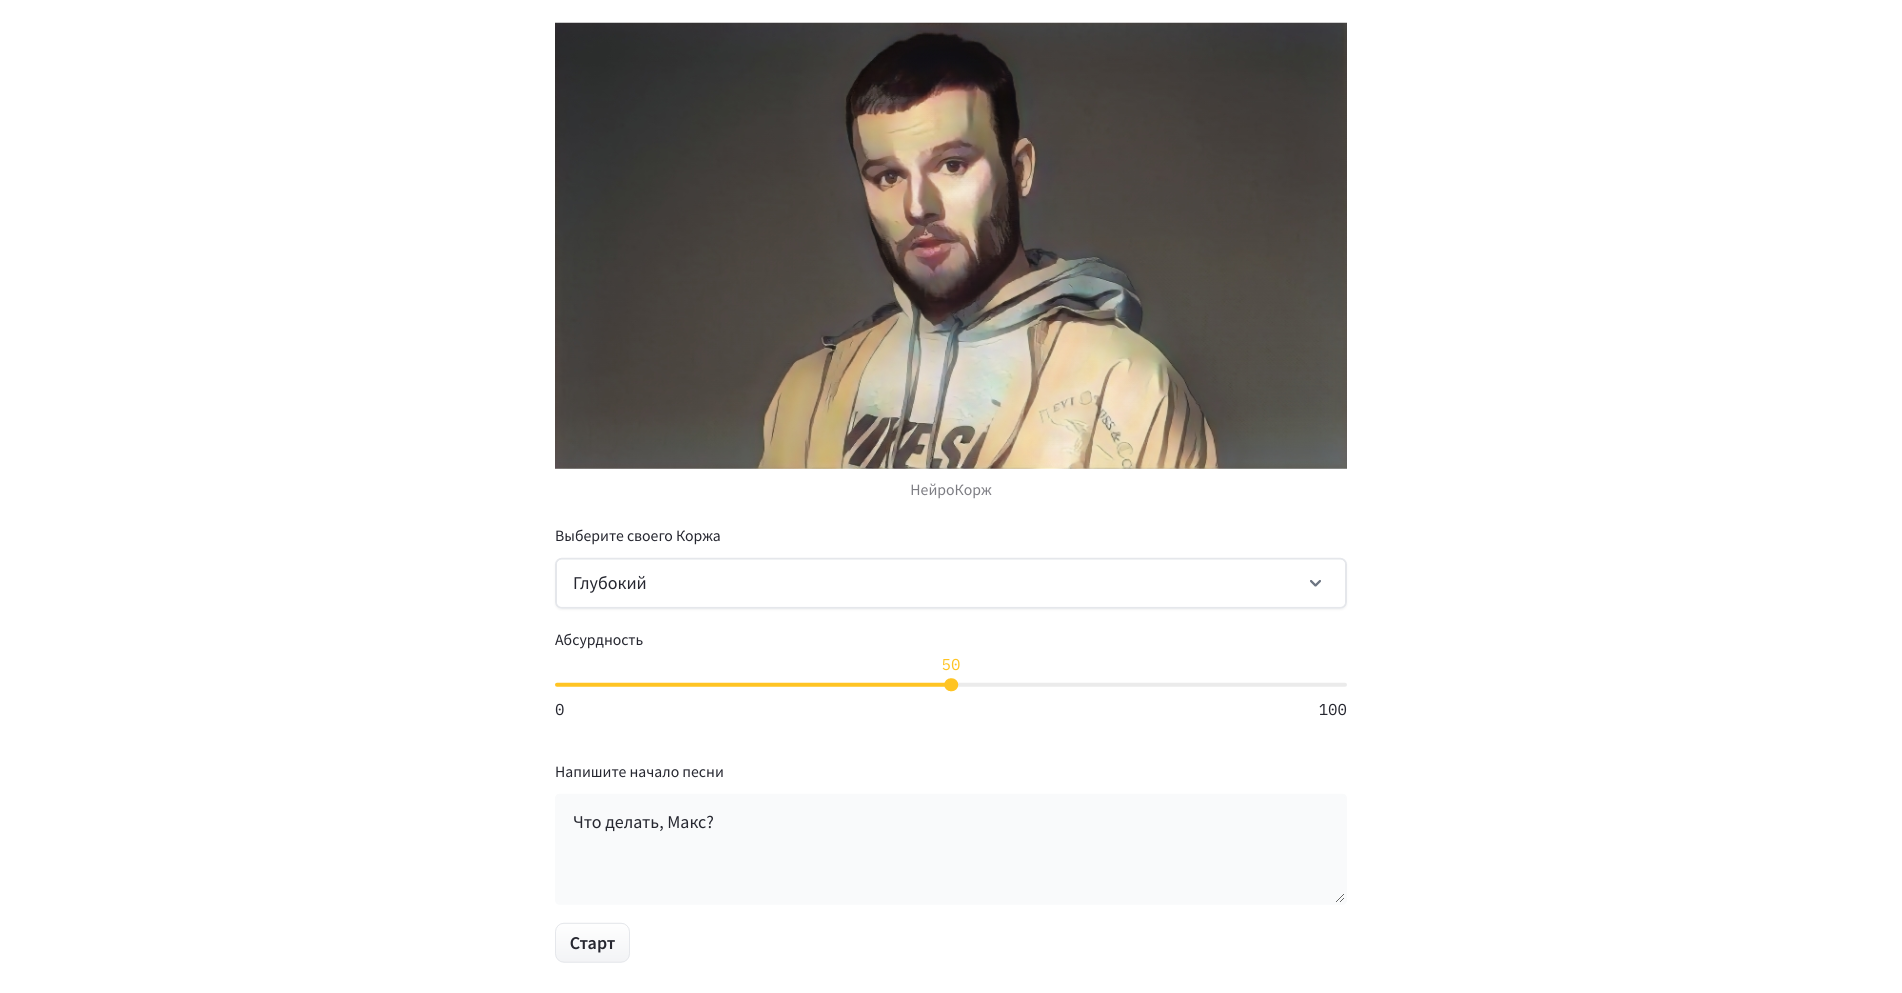 НейроКорж
Выберите своего Коржа
Глубокий
Абсурдность
50
0 100
Напишите начало песни
Что делать, Макс?
Старт